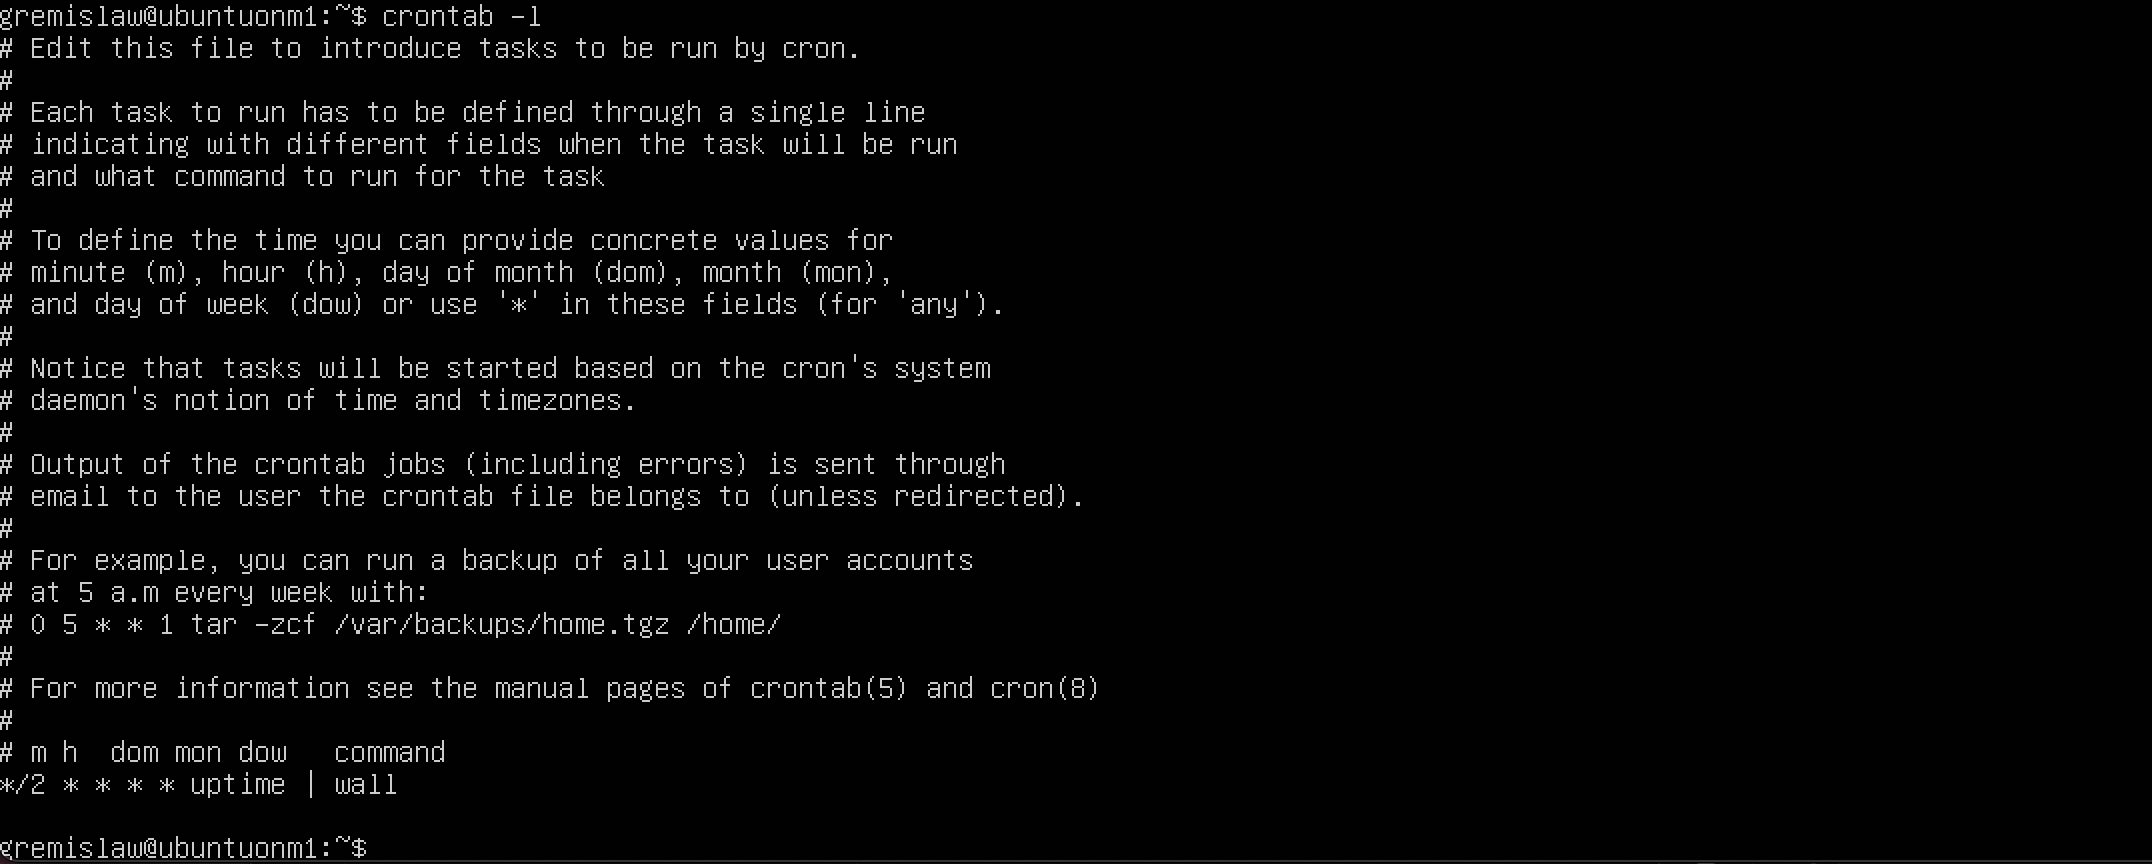 gremislaw@ubuntuonm1:~$ crontab -l
# Edit this file to introduce tasks to be run by cron.
#
# Each task to run has to be defined through a single line
# indicating with different fields when the task will be run
# and what command to run for the task
#
# To define the time you can provide concrete values for
# minute (m), hour (h), day of month (dom), month (mon),
# and day of week (dow) or use '*' in these fields (for 'any').
#
# Notice that tasks will be started based on the cron's system
# daemon's notion of time and timezones.
#
# Output of the crontab jobs (including errors) is sent through
# email to the user the crontab file belongs to (unless redirected).
#
# For example, you can run a backup of all your user accounts
# at 5 a.m every week with:
# 0 5 * * 1 tar -zcf /var/backups/home.tgz /home/
#
# For more information see the manual pages of crontab(5) and cron(8)
#
# m h  dom mon dow   command
*/2 * * * * uptime | wall

gremislaw@ubuntuonm1:~$